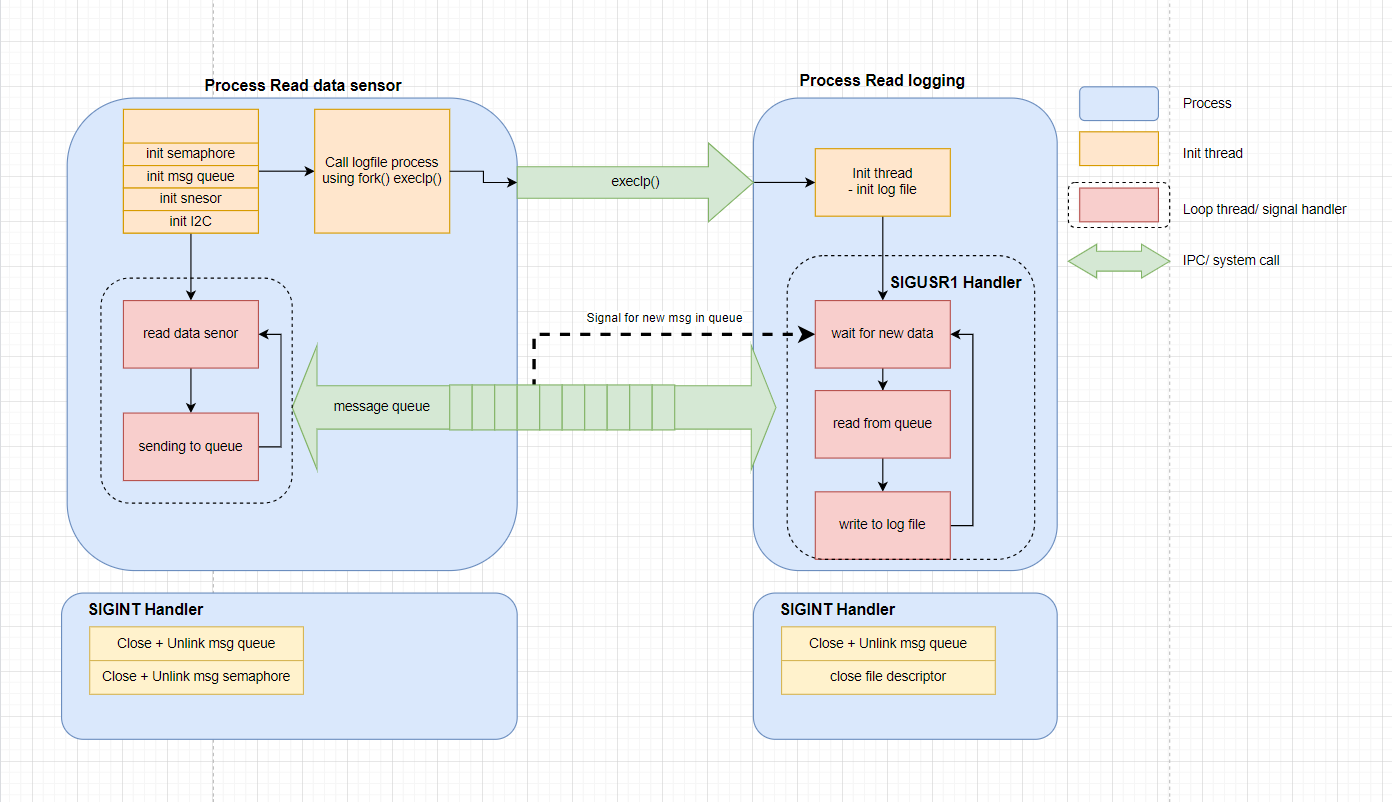 Process Read data sensor
init semaphore
init msg queue
init snesor
init I2C
Call logfile process
using fork() execlp()
read data senor
sending to queue
execlp()
Signal for new msg in queue
message queue
Process Read logging
Init thread
- init log file
SIGUSR1 Handler
wait for new data
read from queue
write to log file
Process
Init thread
Loop thread/ signal handler
IPC/ system call
SIGINT Handler
Close + Unlink msg queue
Close + Unlink msg semaphore
SIGINT Handler
Close + Unlink msg queue
close file descriptor